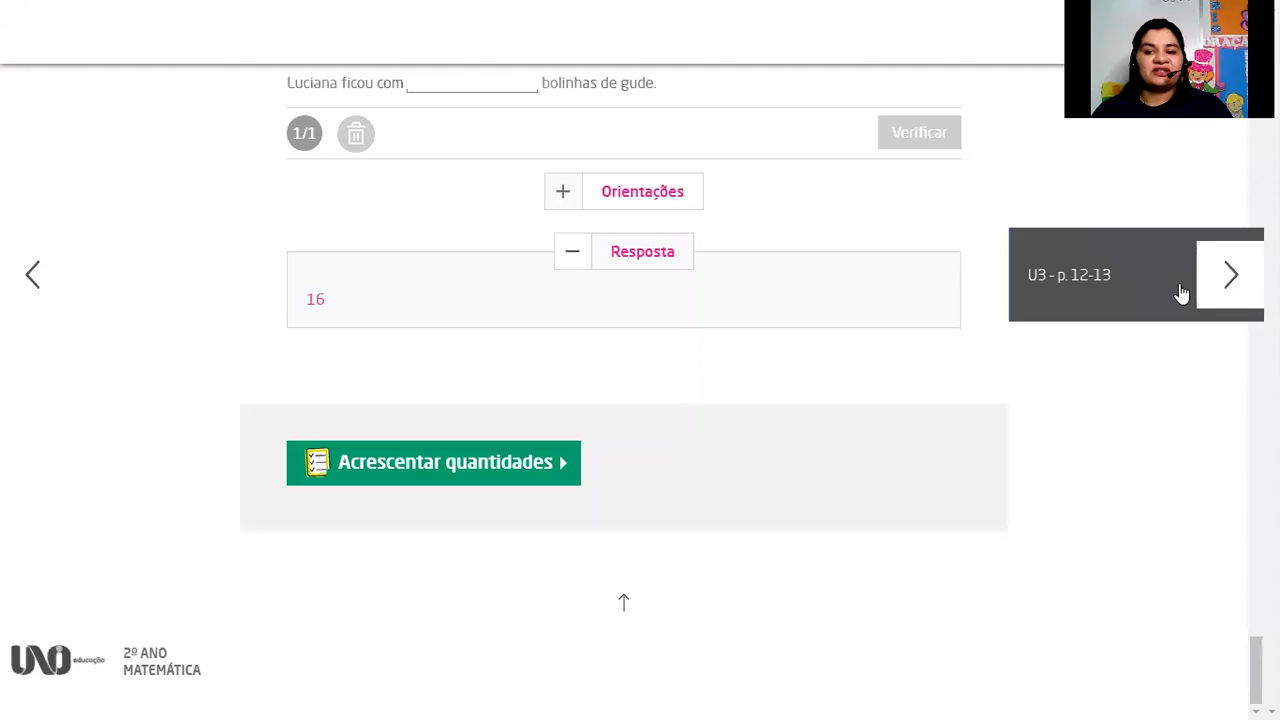 Luciana ficou com ____________ bolinhas de gude.
1/1
Verificar
+ Orientações
− Resposta
16
U3 - p. 12-13
Acrescentar quantidades
↑
UNO educação
2º ANO
MATEMÁTICA